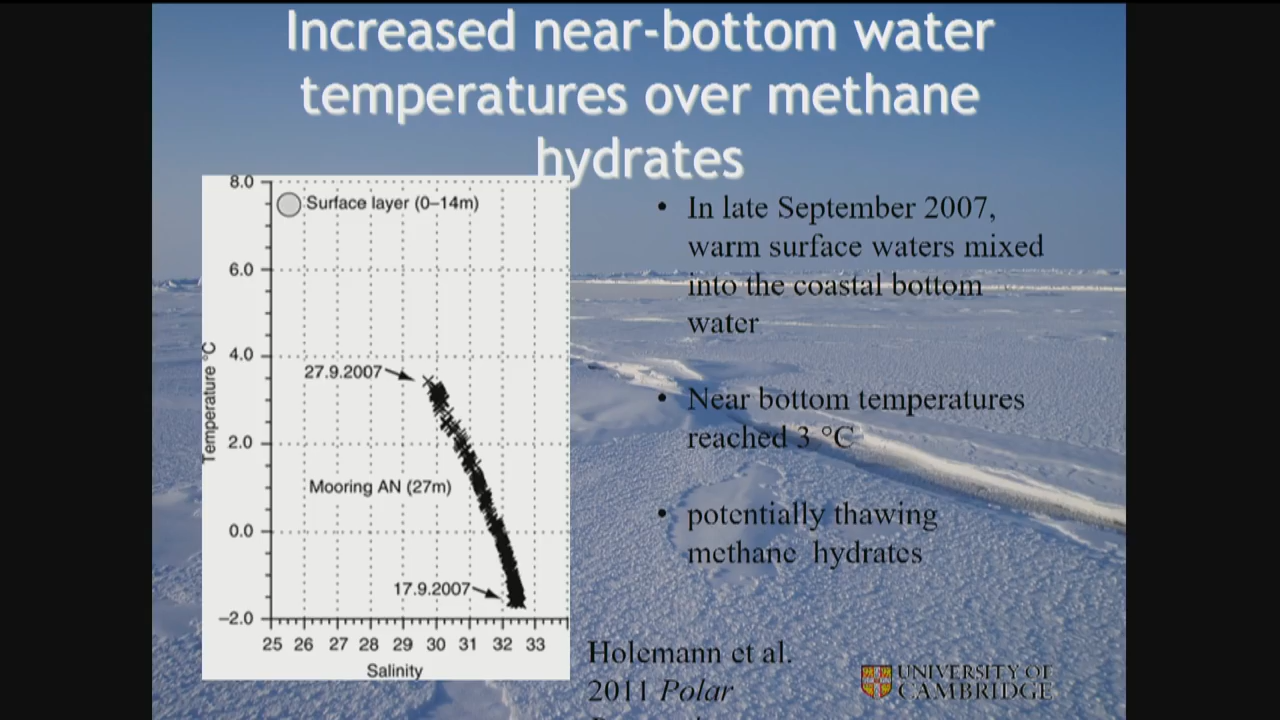 Increased near-bottom water
temperatures over methane
hydrates
8.0
Surface layer (0–14m)
6.0
4.0
27.9.2007
Temperature °C
2.0
Mooring AN (27m)
0.0
17.9.2007
–2.0
25 26 27 28 29 30 31 32 33
Salinity
• In late September 2007,
warm surface waters mixed
into the coastal bottom
water
• Near bottom temperatures
reached 3 °C
• potentially thawing
methane hydrates
Holemann et al.
2011 Polar
UNIVERSITY OF
CAMBRIDGE